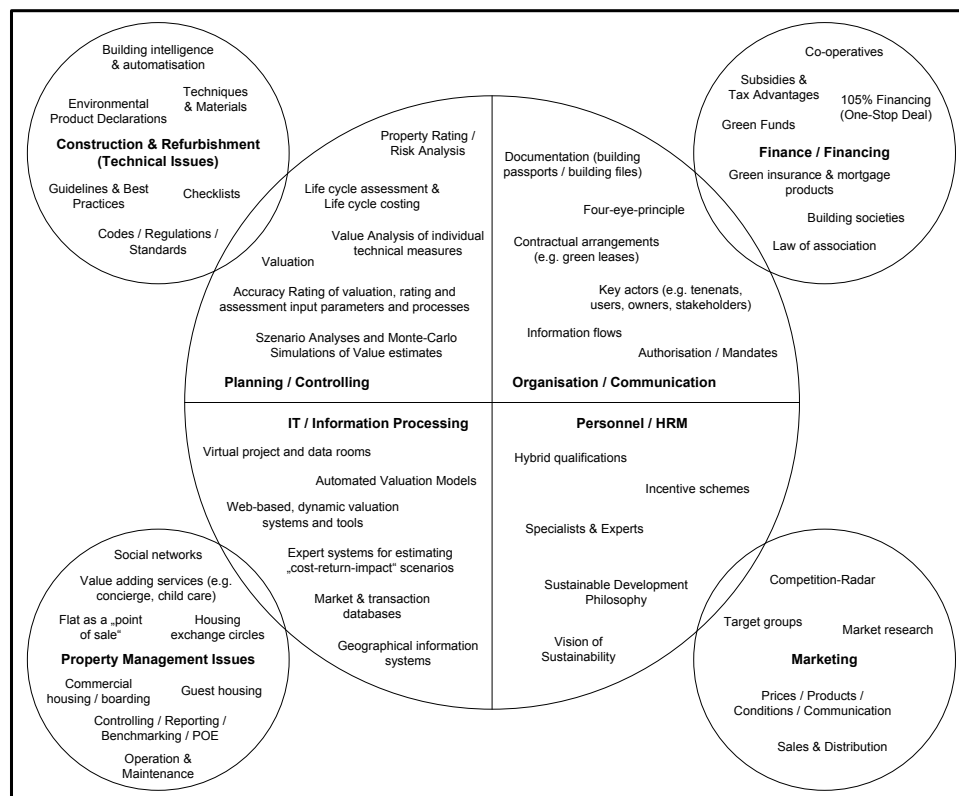 Building intelligence
& automatisation
Techniques
& Materials
Environmental
Product Declarations
Construction & Refurbishment
(Technical Issues)
Guidelines & Best
Practices
Checklists
Codes / Regulations /
Standards
Co-operatives
Subsidies &
Tax Advantages
105% Financing
(One-Stop Deal)
Green Funds
Finance / Financing
Green insurance & mortgage
products
Building societies
Law of association
Property Rating /
Risk Analysis
Life cycle assessment &
Life cycle costing
Value Analysis of individual
technical measures
Valuation
Accuracy Rating of valuation, rating and
assessment input parameters and processes
Szenario Analyses and Monte-Carlo
Simulations of Value estimates
Planning / Controlling
Documentation (building
passports / building files)
Four-eye-principle
Contractual arrangements
(e.g. green leases)
Key actors (e.g. tenenats,
users, owners, stakeholders)
Information flows
Authorisation / Mandates
Organisation / Communication
IT / Information Processing
Virtual project and data rooms
Automated Valuation Models
Web-based, dynamic valuation
systems and tools
Expert systems for estimating
„cost-return-impact“ scenarios
Market & transaction
databases
Geographical information
systems
Personnel / HRM
Hybrid qualifications
Incentive schemes
Specialists & Experts
Sustainable Development
Philosophy
Vision of
Sustainability
Social networks
Value adding services (e.g.
concierge, child care)
Flat as a „point
of sale“
Housing
exchange circles
Property Management Issues
Commercial
housing / boarding
Guest housing
Controlling / Reporting /
Benchmarking / POE
Operation &
Maintenance
Competition-Radar
Target groups
Market research
Marketing
Prices / Products /
Conditions / Communication
Sales & Distribution